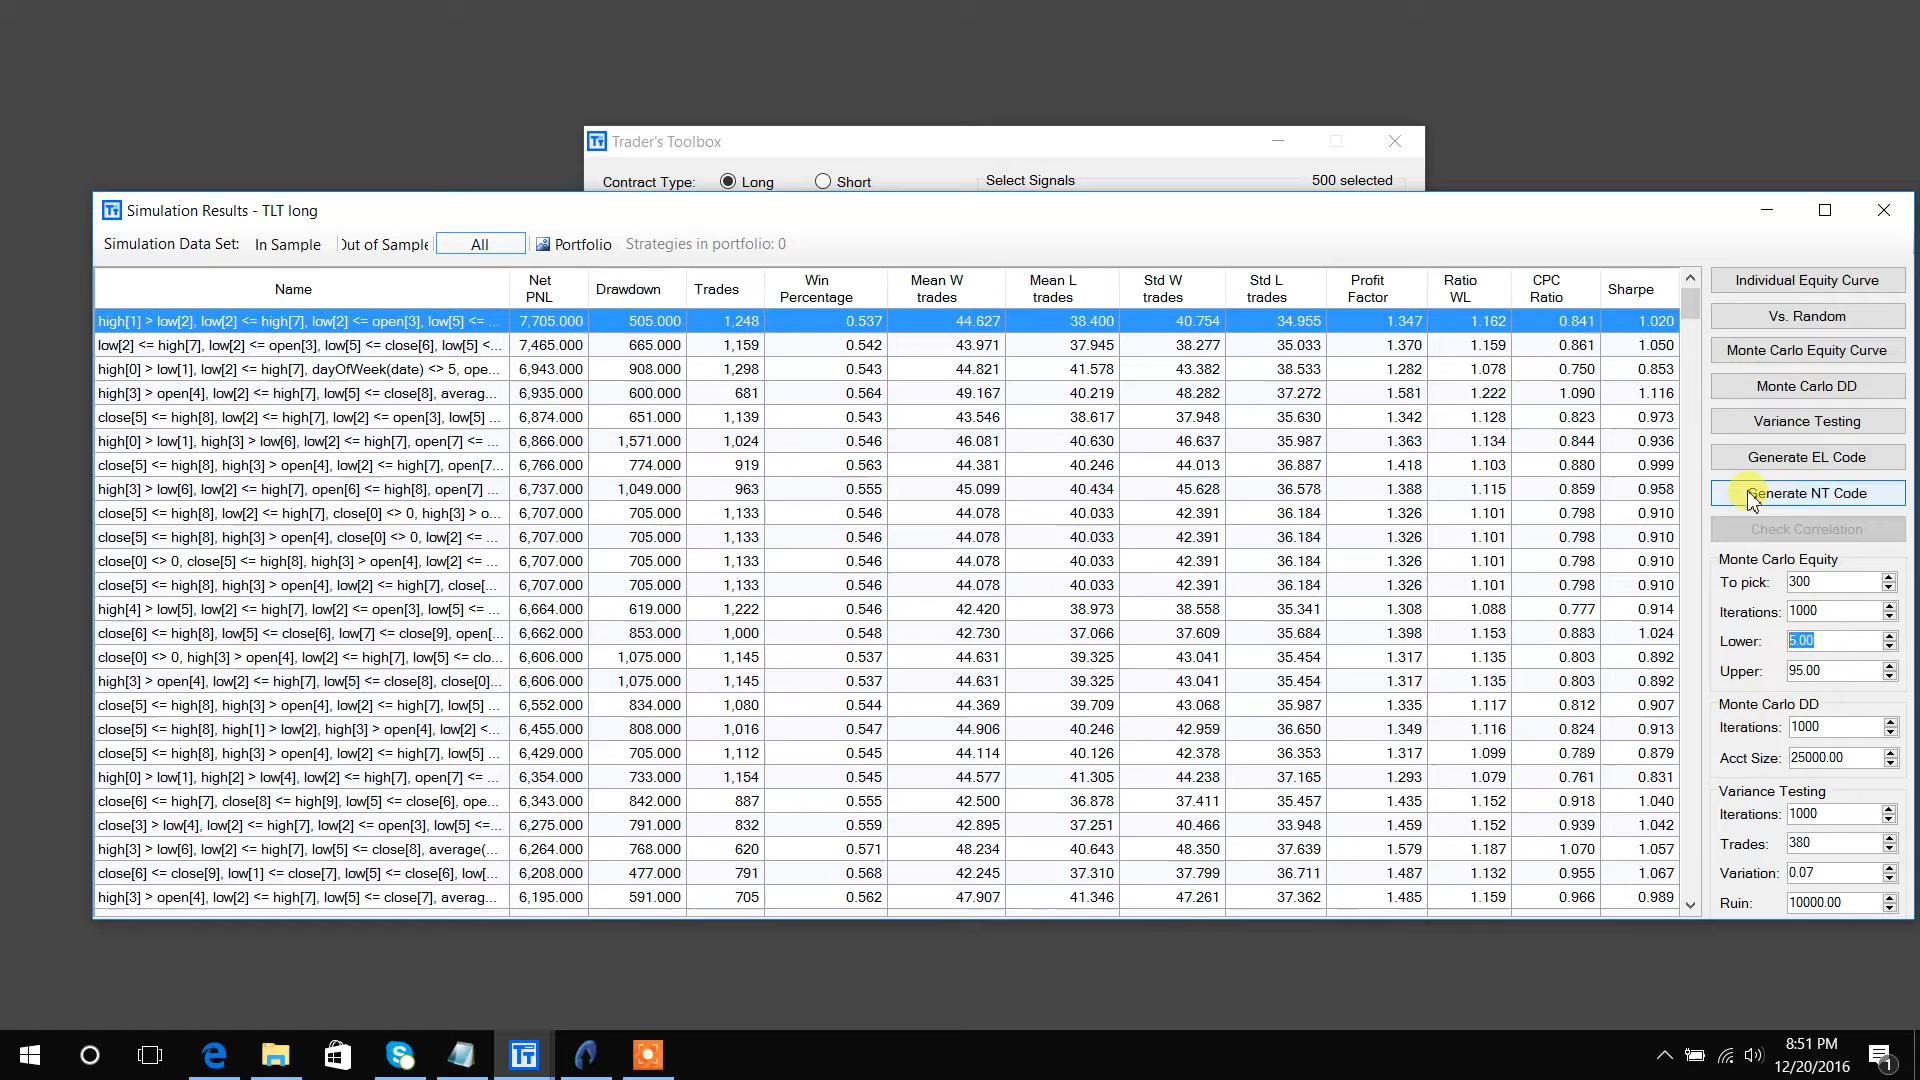 Trader's Toolbox
Contract Type: Long Short Select Signals 500 selected
Simulation Results - TLT long
Simulation Data Set: In Sample Out of Sample All Portfolio Strategies in portfolio: 0
Name Net PNL Drawdown Trades Win Percentage Mean W trades Mean L trades Std W trades Std L trades Profit Factor Ratio WL CPC Ratio Sharpe
high[1] > low[2], low[2] <= high[7], low[2] <= open[3], low[5] <= ... 7,705.000 505.000 1,248 0.537 44.627 38.400 40.754 34.955 1.347 1.162 0.841 1.020
low[2] <= high[7], low[2] <= open[3], low[5] <= close[6], low[5] <... 7,465.000 665.000 1,159 0.542 43.971 37.945 38.277 35.033 1.370 1.159 0.861 1.050
high[0] > low[1], low[2] <= high[7], dayOfWeek(date) <> 5, ope... 6,943.000 908.000 1,298 0.543 44.821 41.578 43.382 38.533 1.282 1.078 0.750 0.853
high[3] > open[4], low[2] <= high[7], low[5] <= close[8], averag... 6,935.000 600.000 681 0.564 49.167 40.219 48.282 37.272 1.581 1.222 1.090 1.116
close[5] <= high[8], low[2] <= high[7], low[2] <= open[3], low[5] ... 6,874.000 651.000 1,139 0.543 43.546 38.617 37.948 35.630 1.342 1.128 0.823 0.973
high[0] > low[1], high[3] > low[6], low[2] <= high[7], open[7] <= ... 6,866.000 1,571.000 1,024 0.546 46.081 40.630 46.637 35.987 1.363 1.134 0.844 0.936
close[5] <= high[8], high[3] > open[4], low[2] <= high[7], open[7... 6,766.000 774.000 919 0.563 44.381 40.246 44.013 36.887 1.418 1.103 0.880 0.999
high[3] > low[6], low[2] <= high[7], open[6] <= high[8], open[7] ... 6,737.000 1,049.000 963 0.555 45.099 40.434 45.628 36.578 1.388 1.115 0.859 0.958
close[5] <= high[8], low[2] <= high[7], close[0] <> 0, high[3] > o... 6,707.000 705.000 1,133 0.546 44.078 40.033 42.391 36.184 1.326 1.101 0.798 0.910
close[5] <= high[8], high[3] > open[4], close[0] <> 0, low[2] <= ... 6,707.000 705.000 1,133 0.546 44.078 40.033 42.391 36.184 1.326 1.101 0.798 0.910
close[0] <> 0, close[5] <= high[8], high[3] > open[4], low[2] <= ... 6,707.000 705.000 1,133 0.546 44.078 40.033 42.391 36.184 1.326 1.101 0.798 0.910
close[5] <= high[8], high[3] > open[4], low[2] <= high[7], close[... 6,707.000 705.000 1,133 0.546 44.078 40.033 42.391 36.184 1.326 1.101 0.798 0.910
high[4] > low[5], low[2] <= high[7], low[2] <= open[3], low[5] <= ... 6,664.000 619.000 1,222 0.546 42.420 38.973 38.558 35.341 1.308 1.088 0.777 0.914
close[6] <= high[8], low[5] <= close[6], low[7] <= close[9], open[... 6,662.000 853.000 1,000 0.548 42.730 37.066 37.609 35.684 1.398 1.153 0.883 1.024
close[0] <> 0, high[3] > open[4], low[2] <= high[7], low[5] <= clo... 6,606.000 1,075.000 1,145 0.537 44.631 39.325 43.041 35.454 1.317 1.135 0.803 0.892
high[3] > open[4], low[2] <= high[7], low[5] <= close[8], close[0]... 6,606.000 1,075.000 1,145 0.537 44.631 39.325 43.041 35.454 1.317 1.135 0.803 0.892
close[5] <= high[8], high[3] > open[4], low[2] <= high[7], low[5] ... 6,552.000 834.000 1,080 0.544 44.369 39.709 43.068 35.987 1.335 1.117 0.812 0.907
close[5] <= high[8], high[1] > low[2], high[3] > open[4], low[2] <... 6,455.000 808.000 1,016 0.547 44.906 40.246 42.959 36.650 1.349 1.116 0.824 0.913
close[5] <= high[8], high[3] > open[4], low[2] <= high[7], low[5] ... 6,429.000 705.000 1,112 0.545 44.114 40.126 42.378 36.353 1.317 1.099 0.789 0.879
high[0] > low[1], high[2] > low[4], low[2] <= high[7], open[7] <= ... 6,354.000 733.000 1,154 0.545 44.577 41.305 44.238 37.165 1.293 1.079 0.761 0.831
close[6] <= high[7], close[8] <= high[9], low[5] <= close[6], ope... 6,343.000 842.000 887 0.555 42.500 36.878 37.411 35.457 1.435 1.152 0.918 1.040
close[3] > low[4], low[2] <= high[7], low[2] <= open[3], low[5] <=... 6,275.000 791.000 832 0.559 42.895 37.251 40.466 33.948 1.459 1.152 0.939 1.042
high[3] > low[6], low[2] <= high[7], low[5] <= close[8], average(... 6,264.000 768.000 620 0.571 48.234 40.643 48.350 37.639 1.579 1.187 1.070 1.057
close[6] <= close[9], low[1] <= close[7], low[5] <= close[6], low[... 6,208.000 477.000 791 0.568 42.245 37.310 37.799 36.711 1.487 1.132 0.955 1.067
high[3] > open[4], low[2] <= high[7], low[5] <= close[7], averag... 6,195.000 591.000 705 0.562 47.907 41.346 47.261 37.362 1.485 1.159 0.966 0.989
Individual Equity Curve
Vs. Random
Monte Carlo Equity Curve
Monte Carlo DD
Variance Testing
Generate EL Code
Generate NT Code
Check Correlation
Monte Carlo Equity
To pick: 300
Iterations: 1000
Lower: 5.00
Upper: 95.00
Monte Carlo DD
Iterations: 1000
Acct Size: 25000.00
Variance Testing
Iterations: 1000
Trades: 380
Variation: 0.07
Ruin: 10000.00
8:51 PM
12/20/2016
1